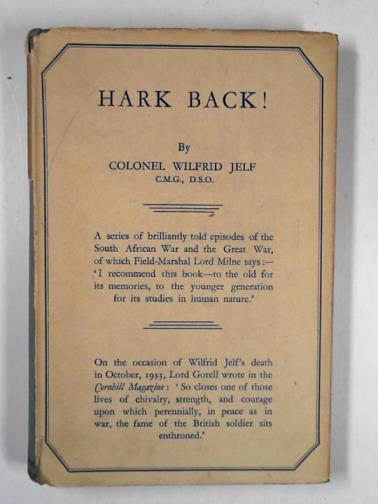 HARK BACK!
By
COLONEL WILFRID JELF
C.M.G., D.S.O.
A series of brilliantly told episodes of the
South African War and the Great War,
of which Field-Marshal Lord Milne says:—
'I recommend this book—to the old for
its memories, to the younger generation
for its studies in human nature.'
On the occasion of Wilfrid Jelf's death
in October, 1933, Lord Gorell wrote in the
Cornhill Magazine: 'So closes one of those
lives of chivalry, strength, and courage
upon which perennially, in peace as in
war, the fame of the British soldier sits
enthroned.'